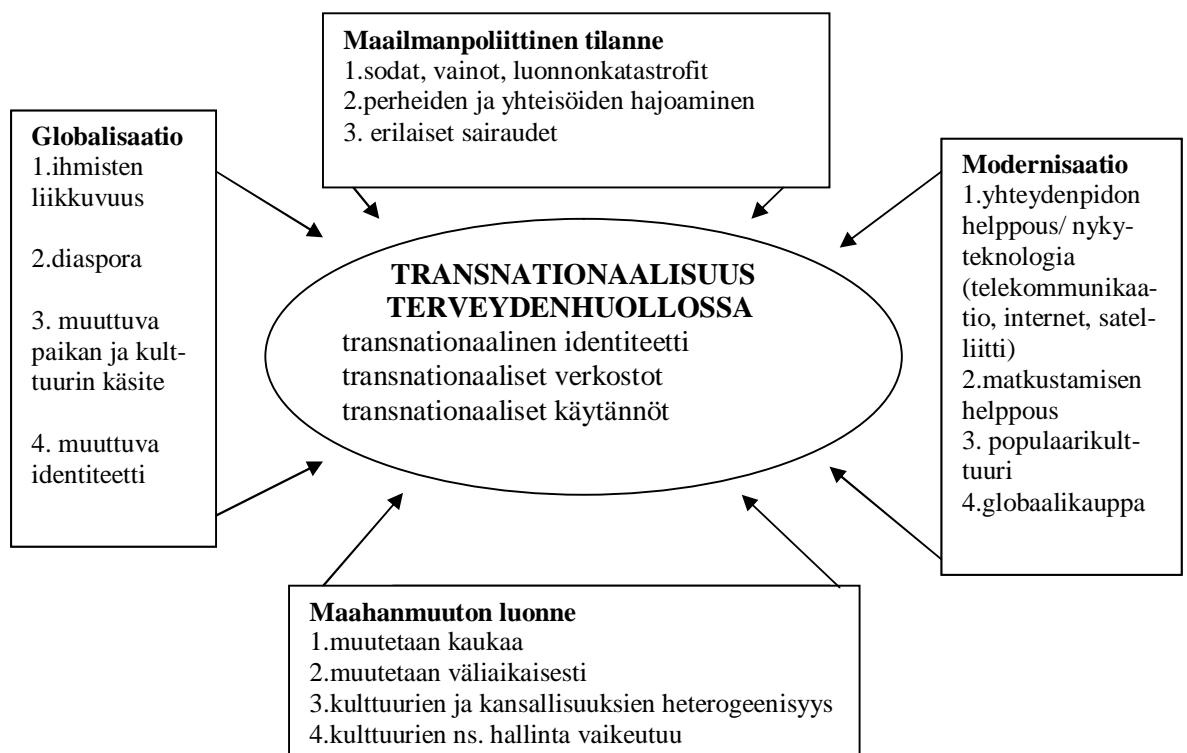 Maailmanpoliittinen tilanne
1.sodat, vainot, luonnonkatastrofit
2.perheiden ja yhteisöiden hajoaminen
3. erilaiset sairaudet
Globalisaatio
1.ihmisten
liikkuvuus
2.diaspora
3. muuttuva
paikan ja kult-
tuurin käsite
4. muuttuva
identiteetti
TRANSNATIONAALISUUS
TERVEYDENHUOLLOSSA
transnationaalinen identiteetti
transnationaaliset verkostot
transnationaaliset käytännöt
Modernisaatio
1.yhteydenpidon
helppous/ nyky-
teknologia
(telekommunikaa-
tio, internet, satel-
liitti)
2.matkustamisen
helppous
3. populaarikult-
tuuri
4.globaalikauppa
Maahanmuuton luonne
1.muutetaan kaukaa
2.muutetaan väliaikaisesti
3.kulttuurien ja kansallisuuksien heterogeenisyys
4.kulttuurien ns. hallinta vaikeutuu